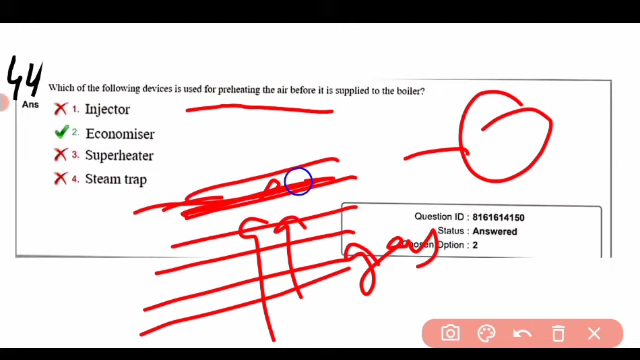 44
Which of the following devices is used for preheating the air before it is supplied to the boiler?
Ans
1. Injector
2. Economiser
3. Superheater
4. Steam trap
Question ID : 8161614150
Status : Answered
Chosen Option : 2
gas